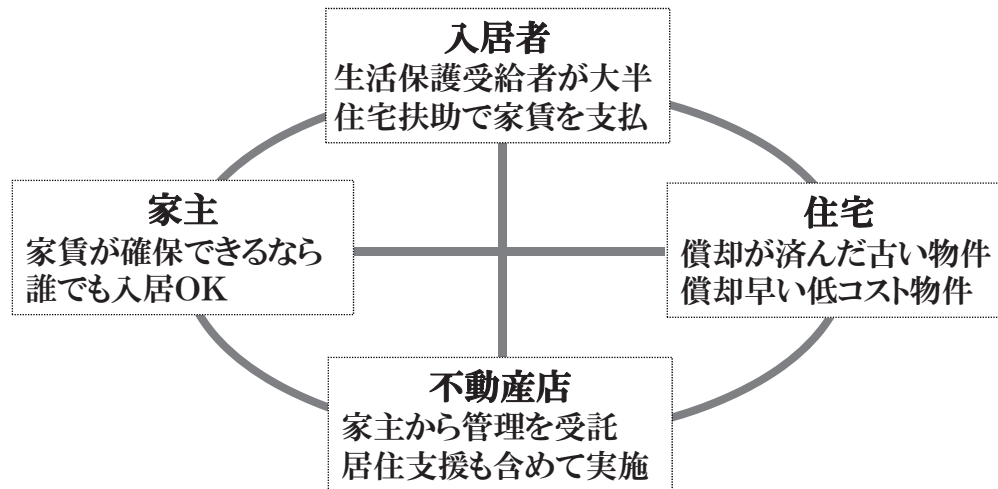 入居者
生活保護受給者が大半
住宅扶助で家賃を支払
家主
家賃が確保できるなら
誰でも入居OK
住宅
償却が済んだ古い物件
償却早い低コスト物件
不動産店
家主から管理を受託
居住支援も含めて実施